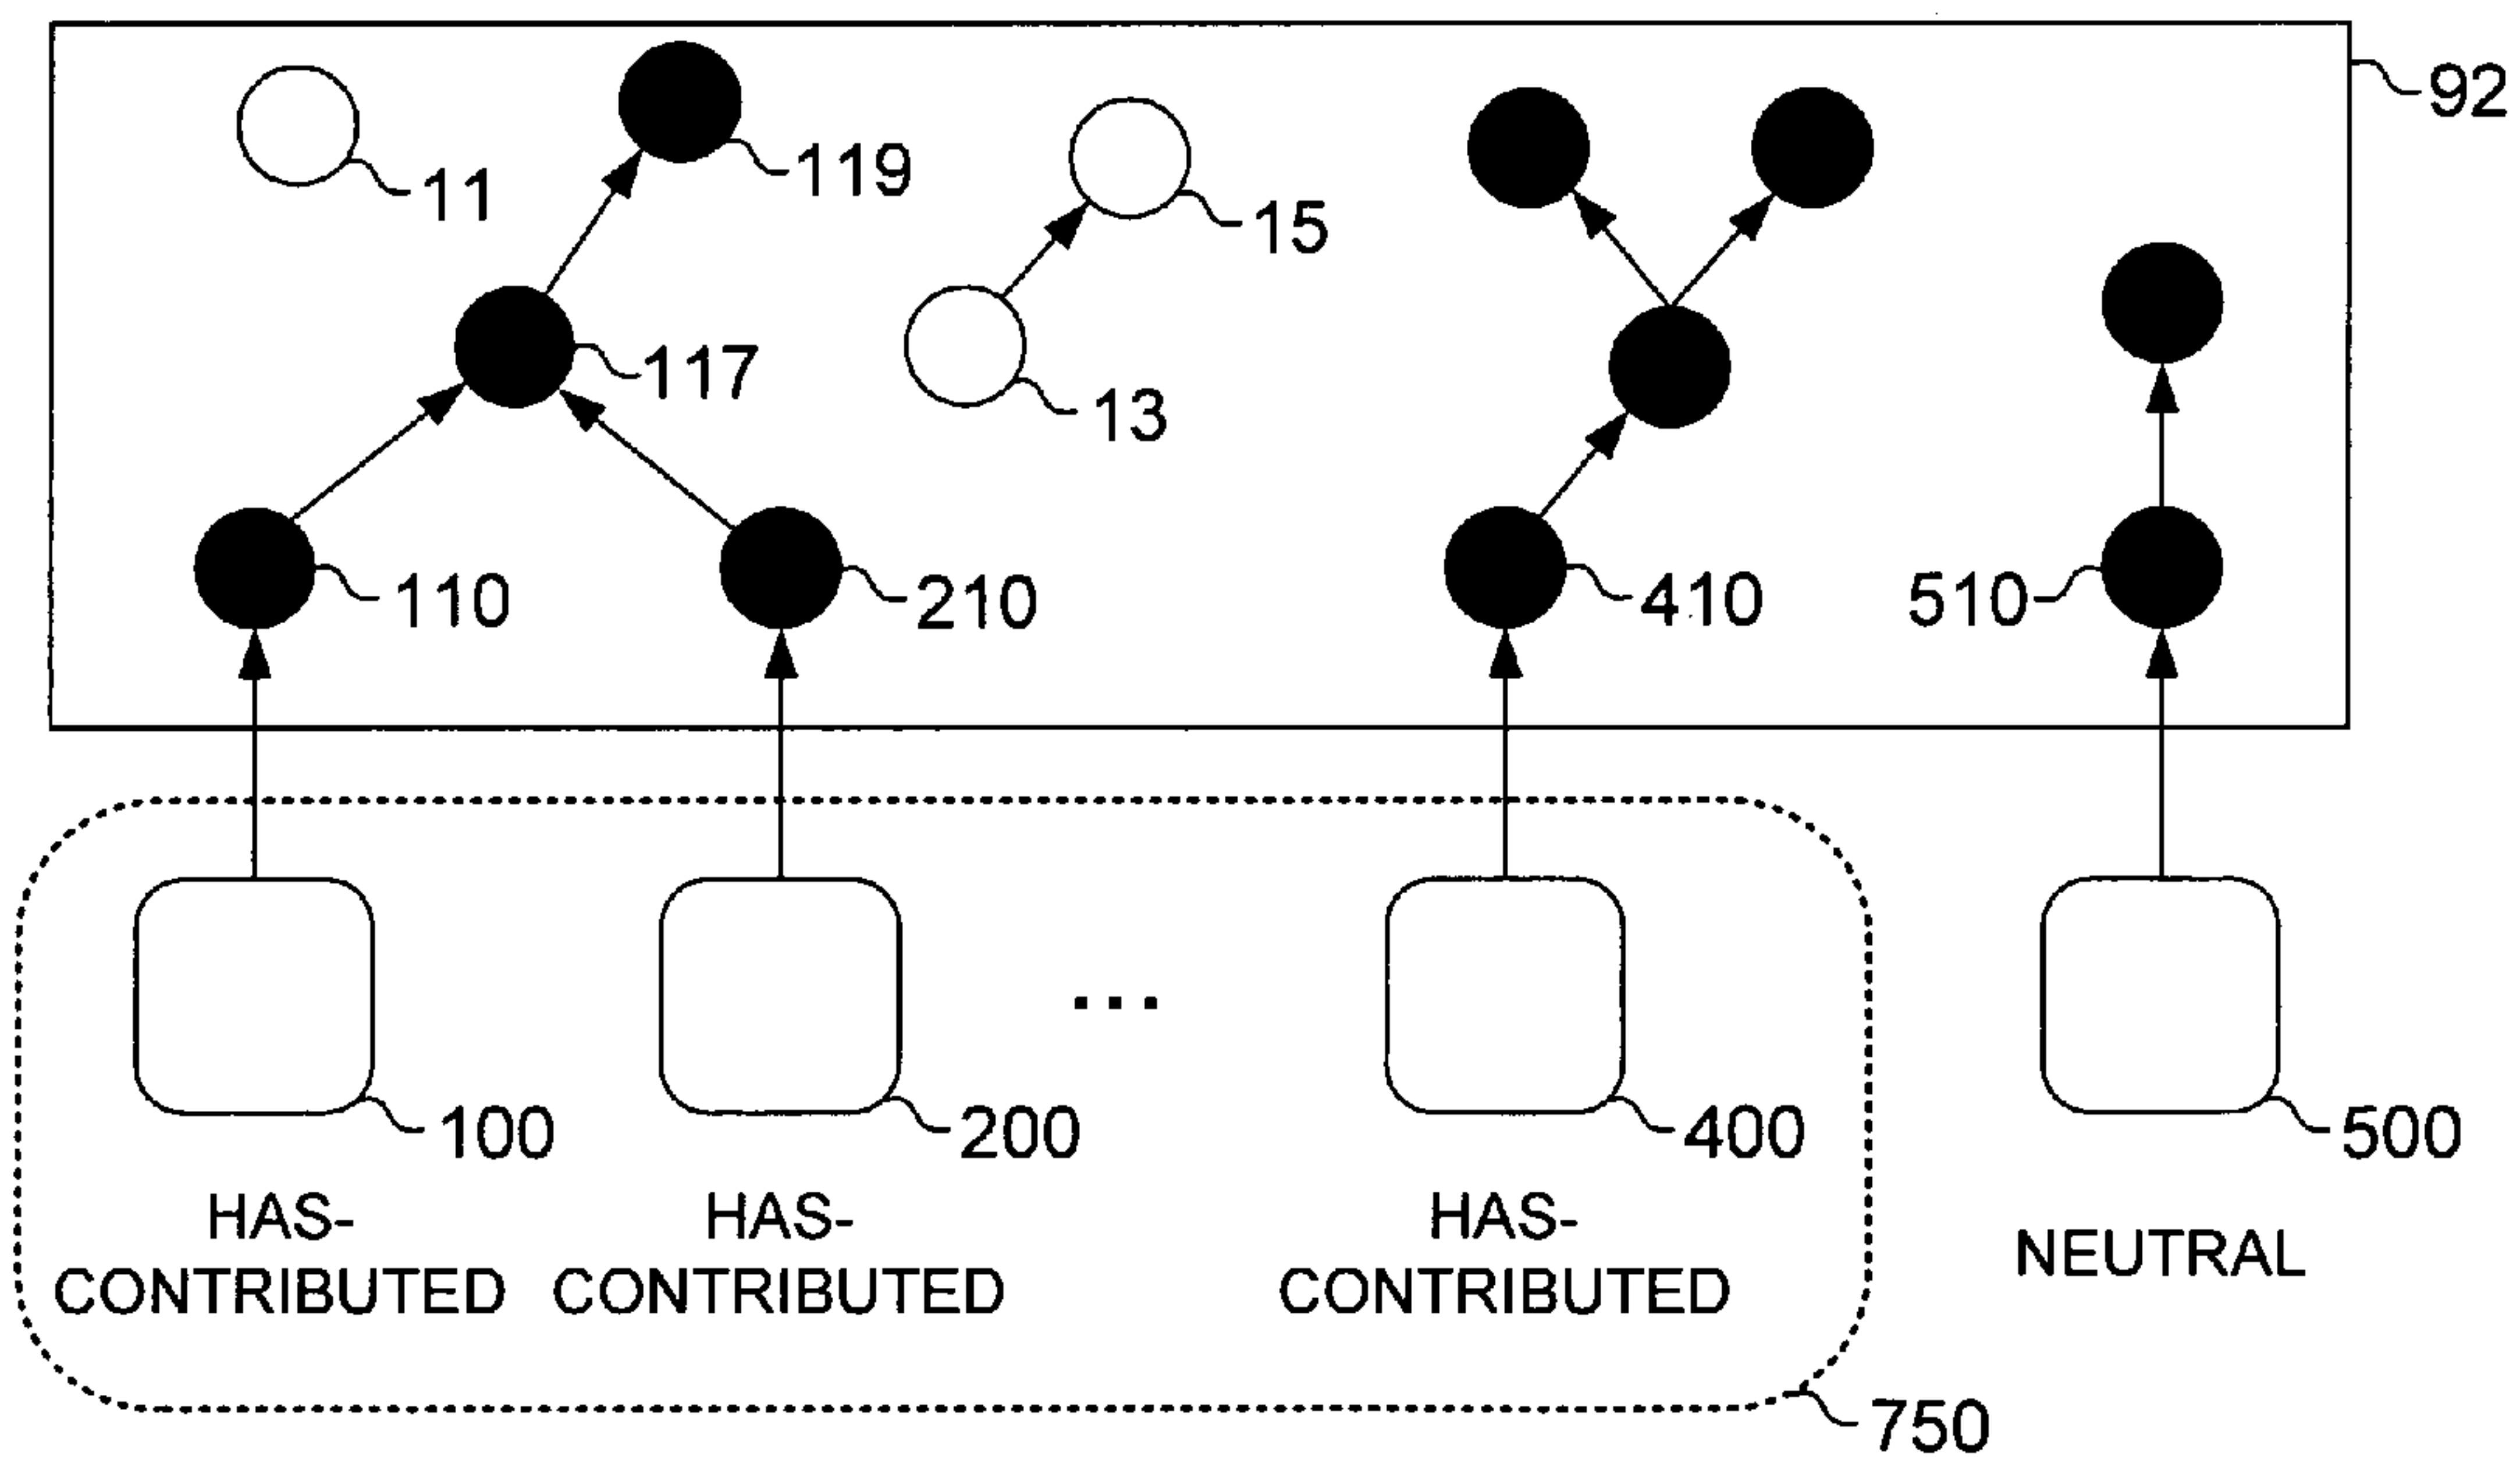 92
119
11
15
117
13
110
210
410
510
...
100
200
400
500
HAS-
CONTRIBUTED
HAS-
CONTRIBUTED
HAS-
CONTRIBUTED
NEUTRAL
750